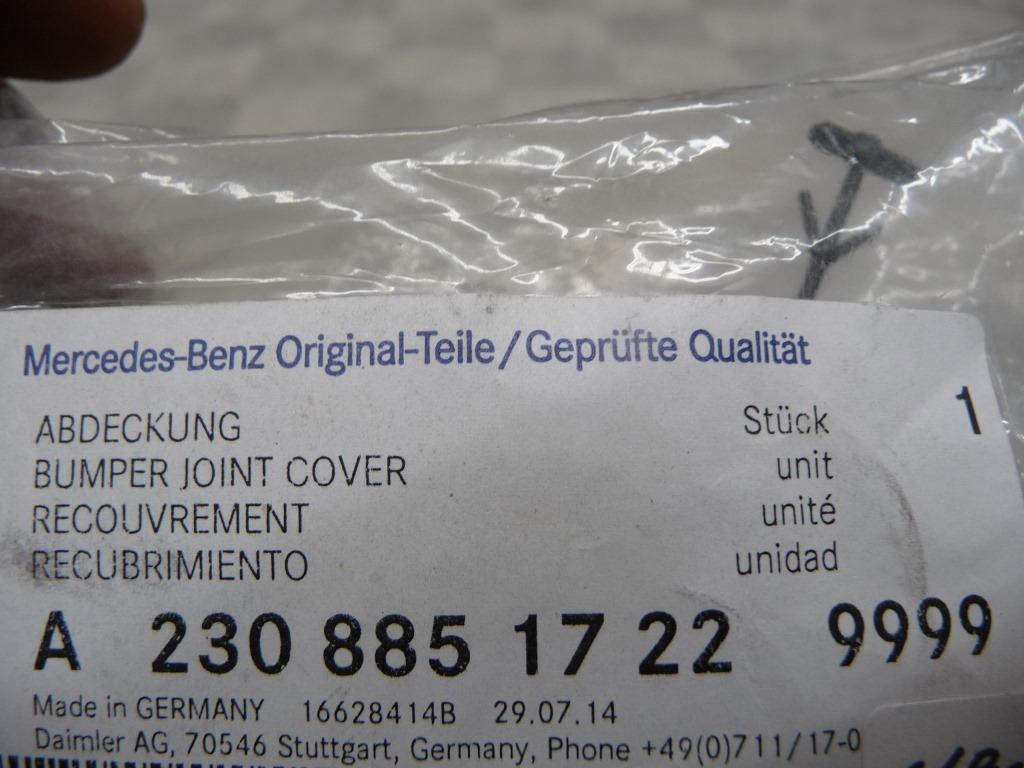 Mercedes-Benz Original-Teile/Geprüfte Qualität
ABDECKUNG Stück 1
BUMPER JOINT COVER unit
RECOUVREMENT unité
RECUBRIMIENTO unidad
A 230 885 17 22 9999
Made in GERMANY 16628414B 29.07.14
Daimler AG, 70546 Stuttgart, Germany, Phone +49(0)711/17-0